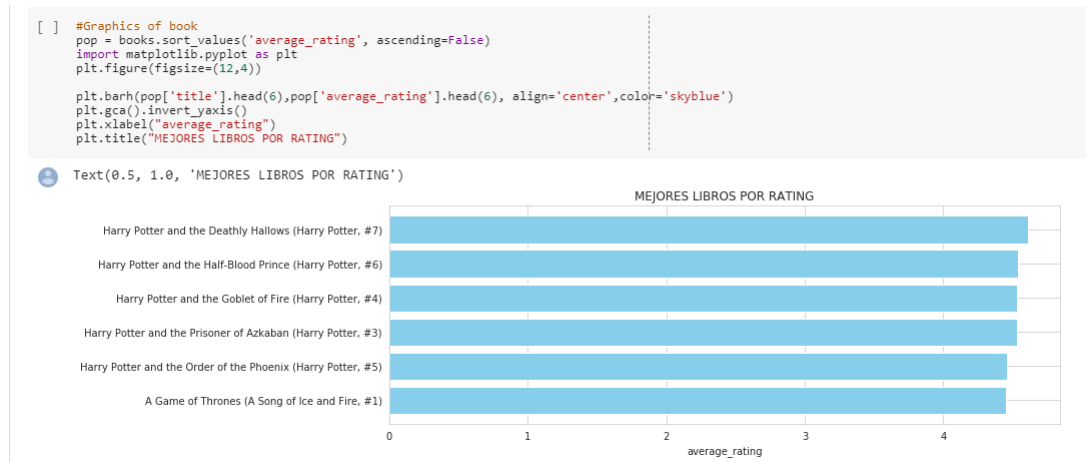 [ ] #Graphics of book
pop = books.sort_values('average_rating', ascending=False)
import matplotlib.pyplot as plt
plt.figure(figsize=(12,4))
plt.barh(pop['title'].head(6),pop['average_rating'].head(6), align='center',color='skyblue')
plt.gca().invert_yaxis()
plt.xlabel("average_rating")
plt.title("MEJORES LIBROS POR RATING")
Text(0.5, 1.0, 'MEJORES LIBROS POR RATING')
MEJORES LIBROS POR RATING
Harry Potter and the Deathly Hallows (Harry Potter, #7)
Harry Potter and the Half-Blood Prince (Harry Potter, #6)
Harry Potter and the Goblet of Fire (Harry Potter, #4)
Harry Potter and the Prisoner of Azkaban (Harry Potter, #3)
Harry Potter and the Order of the Phoenix (Harry Potter, #5)
A Game of Thrones (A Song of Ice and Fire, #1)
0 1 2 3 4
average_rating